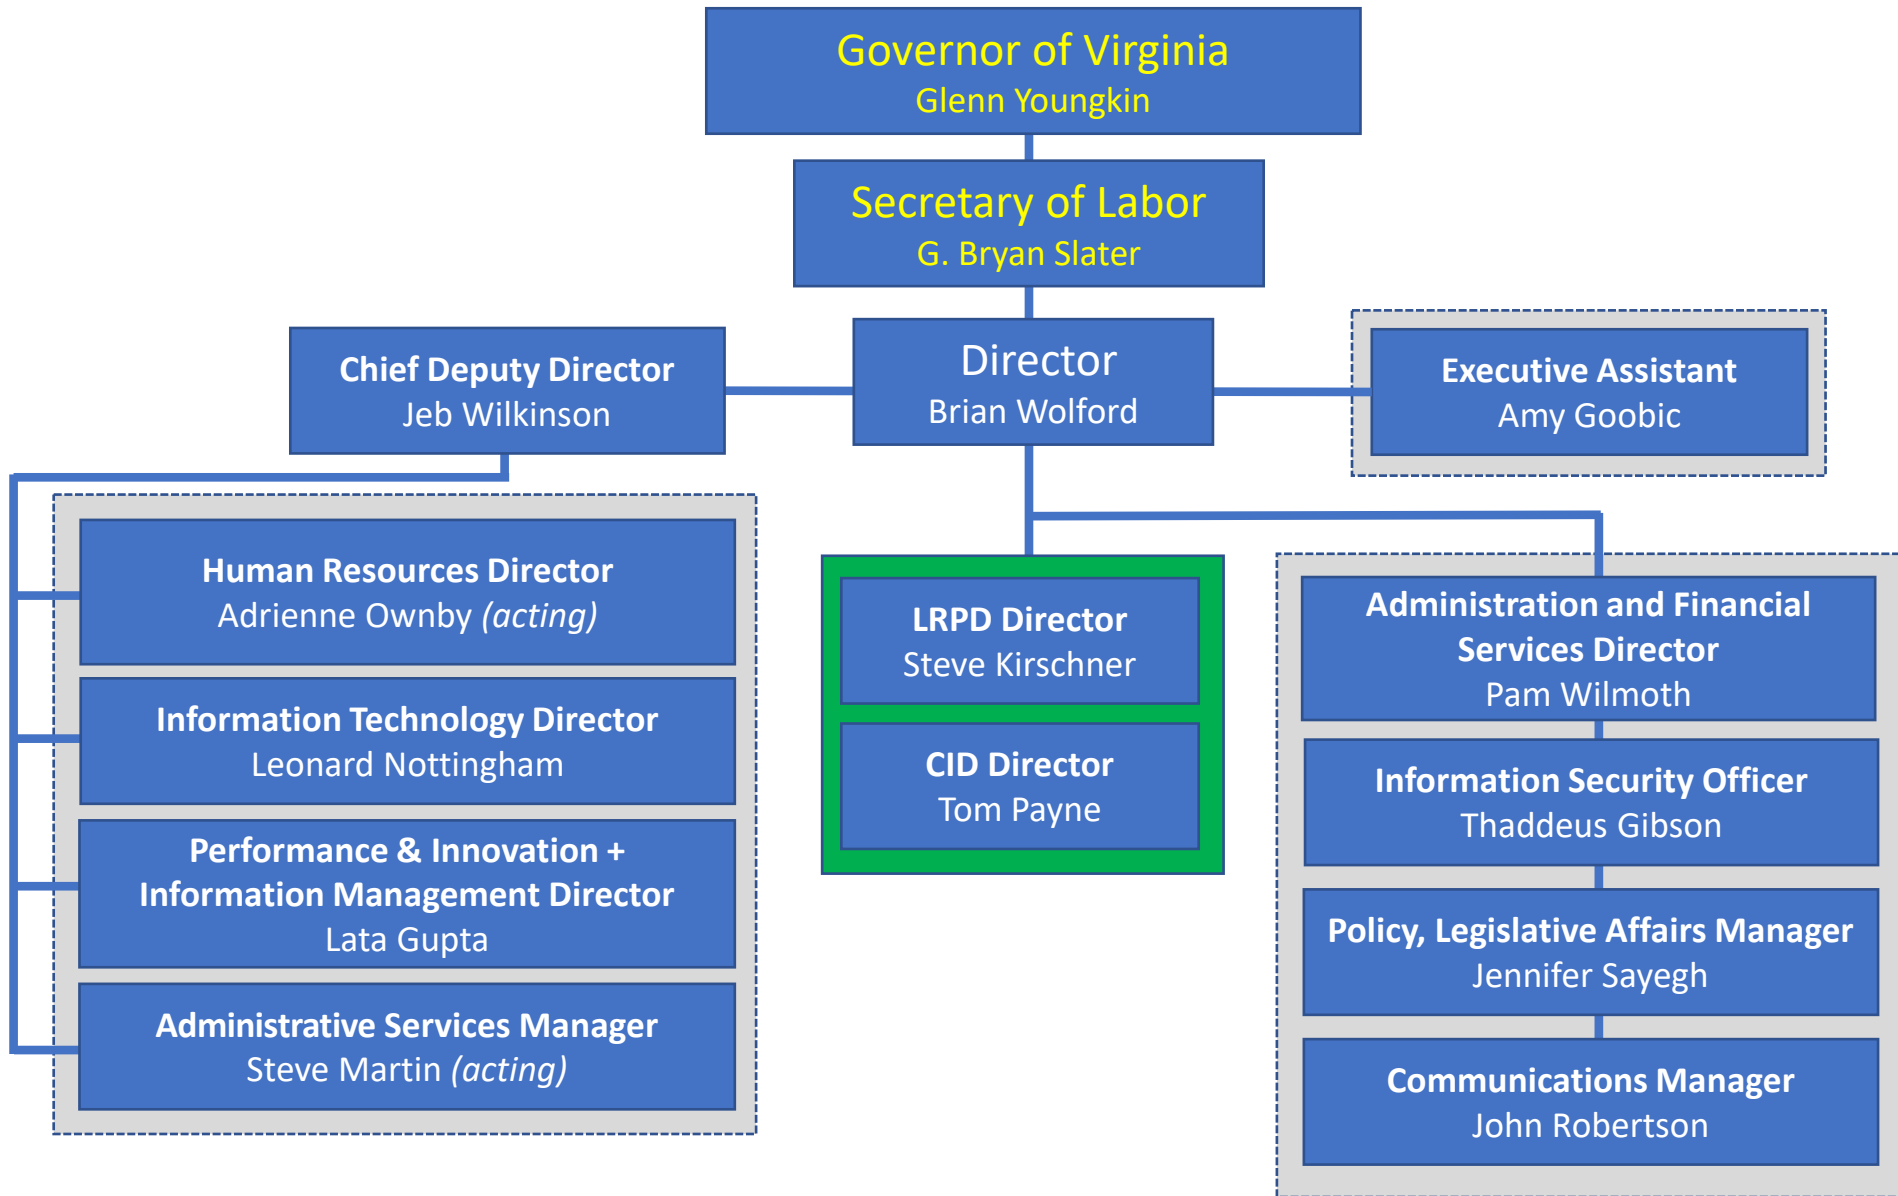 Governor of Virginia
Glenn Youngkin
Secretary of Labor
G. Bryan Slater
Chief Deputy Director
Jeb Wilkinson
Director
Brian Wolford
Executive Assistant
Amy Goobic
Human Resources Director
Adrienne Ownby (acting)
Information Technology Director
Leonard Nottingham
Performance & Innovation +
Information Management Director
Lata Gupta
Administrative Services Manager
Steve Martin (acting)
LRPD Director
Steve Kirschner
CID Director
Tom Payne
Administration and Financial
Services Director
Pam Wilmoth
Information Security Officer
Thaddeus Gibson
Policy, Legislative Affairs Manager
Jennifer Sayegh
Communications Manager
John Robertson